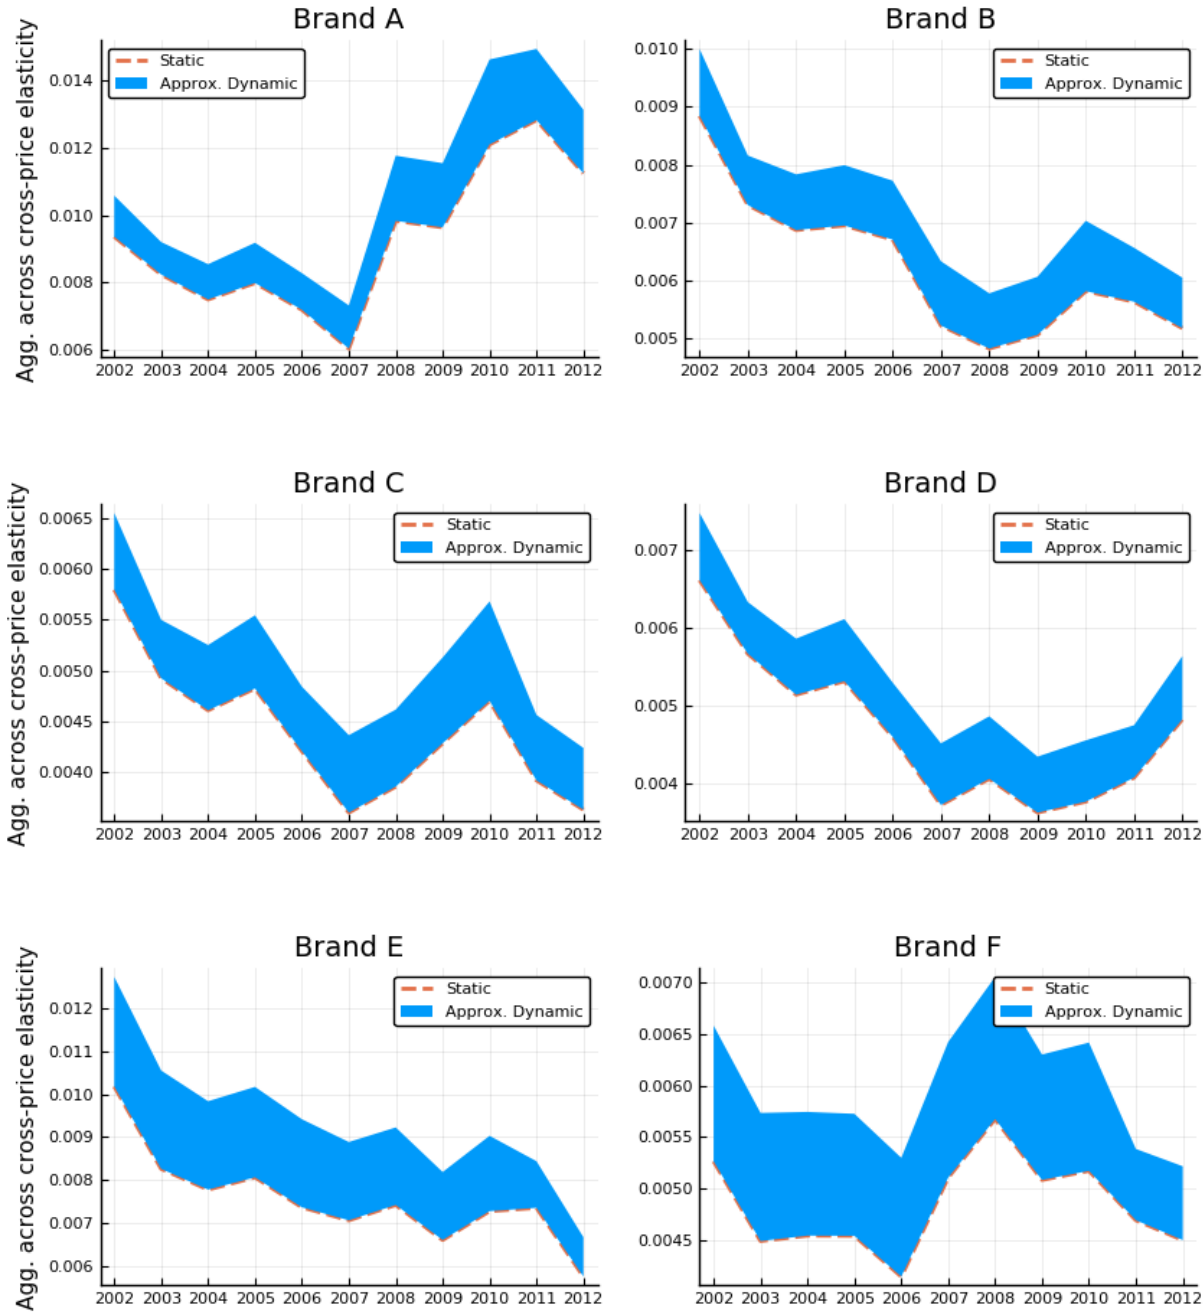 Brand A
Agg. across cross-price elasticity
Static
Approx. Dynamic
0.014
0.012
0.010
0.008
0.006
2002 2003 2004 2005 2006 2007 2008 2009 2010 2011 2012
Brand B
Static
Approx. Dynamic
0.010
0.009
0.008
0.007
0.006
0.005
2002 2003 2004 2005 2006 2007 2008 2009 2010 2011 2012
Brand C
Agg. across cross-price elasticity
Static
Approx. Dynamic
0.0065
0.0060
0.0055
0.0050
0.0045
0.0040
2002 2003 2004 2005 2006 2007 2008 2009 2010 2011 2012
Brand D
Static
Approx. Dynamic
0.007
0.006
0.005
0.004
2002 2003 2004 2005 2006 2007 2008 2009 2010 2011 2012
Brand E
Agg. across cross-price elasticity
Static
Approx. Dynamic
0.012
0.011
0.010
0.009
0.008
0.007
0.006
2002 2003 2004 2005 2006 2007 2008 2009 2010 2011 2012
Brand F
Static
Approx. Dynamic
0.0070
0.0065
0.0060
0.0055
0.0050
0.0045
2002 2003 2004 2005 2006 2007 2008 2009 2010 2011 2012